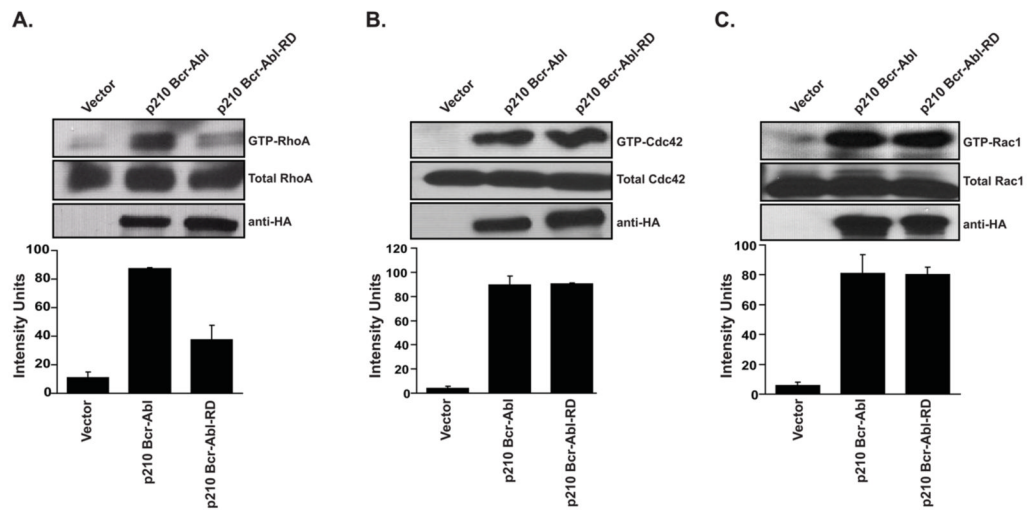 A.
Vector
p210 Bcr-Abl
p210 Bcr-Abl-RD
GTP-RhoA
Total RhoA
anti-HA
Intensity Units
100
80
60
40
20
0
Vector
p210 Bcr-Abl
p210 Bcr-Abl-RD
B.
Vector
p210 Bcr-Abl
p210 Bcr-Abl-RD
GTP-Cdc42
Total Cdc42
anti-HA
Intensity Units
120
100
80
60
40
20
0
Vector
p210 Bcr-Abl
p210 Bcr-Abl-RD
C.
Vector
p210 Bcr-Abl
p210 Bcr-Abl-RD
GTP-Rac1
Total Rac1
anti-HA
Intensity Units
100
80
60
40
20
0
Vector
p210 Bcr-Abl
p210 Bcr-Abl-RD